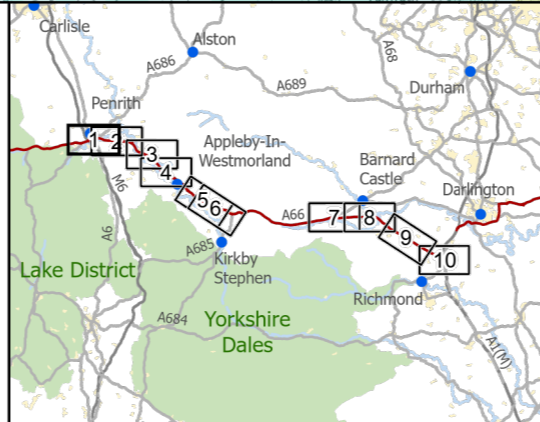 Carlisle
Alston
A686
A68
A689
Durham
Penrith
1
2
3
4
5
6
Appleby-In-
Westmorland
Barnard
Castle
Darlington
M6
A66
7
8
9
10
A6
A685
Lake District
Kirkby
Stephen
Richmond
A684
Yorkshire
Dales
A1(M)